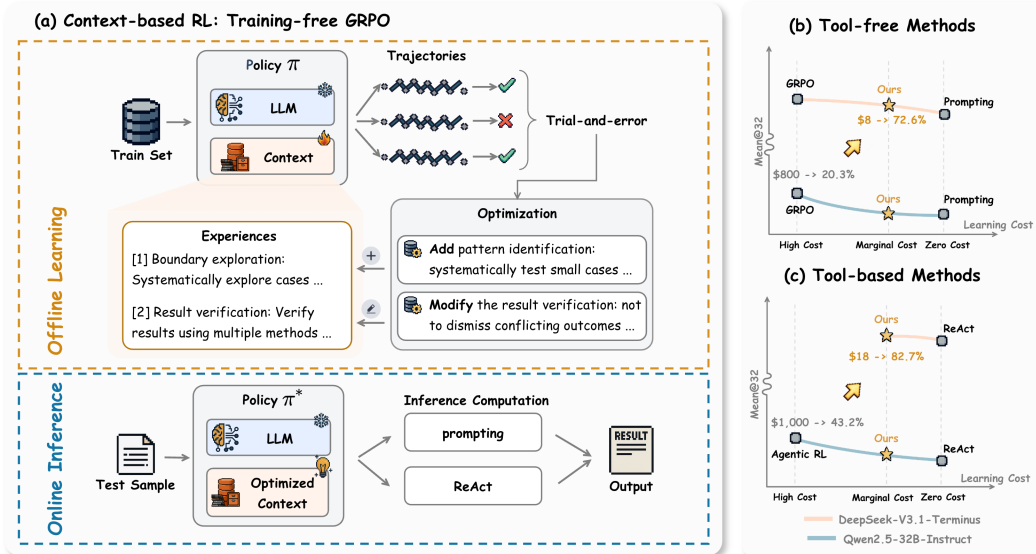 (a) Context-based RL: Training-free GRPO
Offline Learning
Train Set
Policy π
LLM
Context
Trajectories
Trial-and-error
Optimization
Add pattern identification:
systematically test small cases ...
Modify the result verification: not
to dismiss conflicting outcomes ...
Experiences
[1] Boundary exploration:
Systematically explore cases ...
[2] Result verification: Verify
results using multiple methods ...
Online Inference
Test Sample
Policy π*
LLM
Optimized
Context
Inference Computation
prompting
ReAct
RESULT
Output
(b) Tool-free Methods
Mean@32
GRPO
Ours
Prompting
$8 -> 72.6%
$800 -> 20.3%
GRPO
Ours
Prompting
Learning Cost
High Cost
Marginal Cost
Zero Cost
(c) Tool-based Methods
Mean@32
Ours
ReAct
$18 -> 82.7%
$1,000 -> 43.2%
Agentic RL
Ours
ReAct
Learning Cost
High Cost
Marginal Cost
Zero Cost
DeepSeek-V3.1-Terminus
Qwen2.5-32B-Instruct